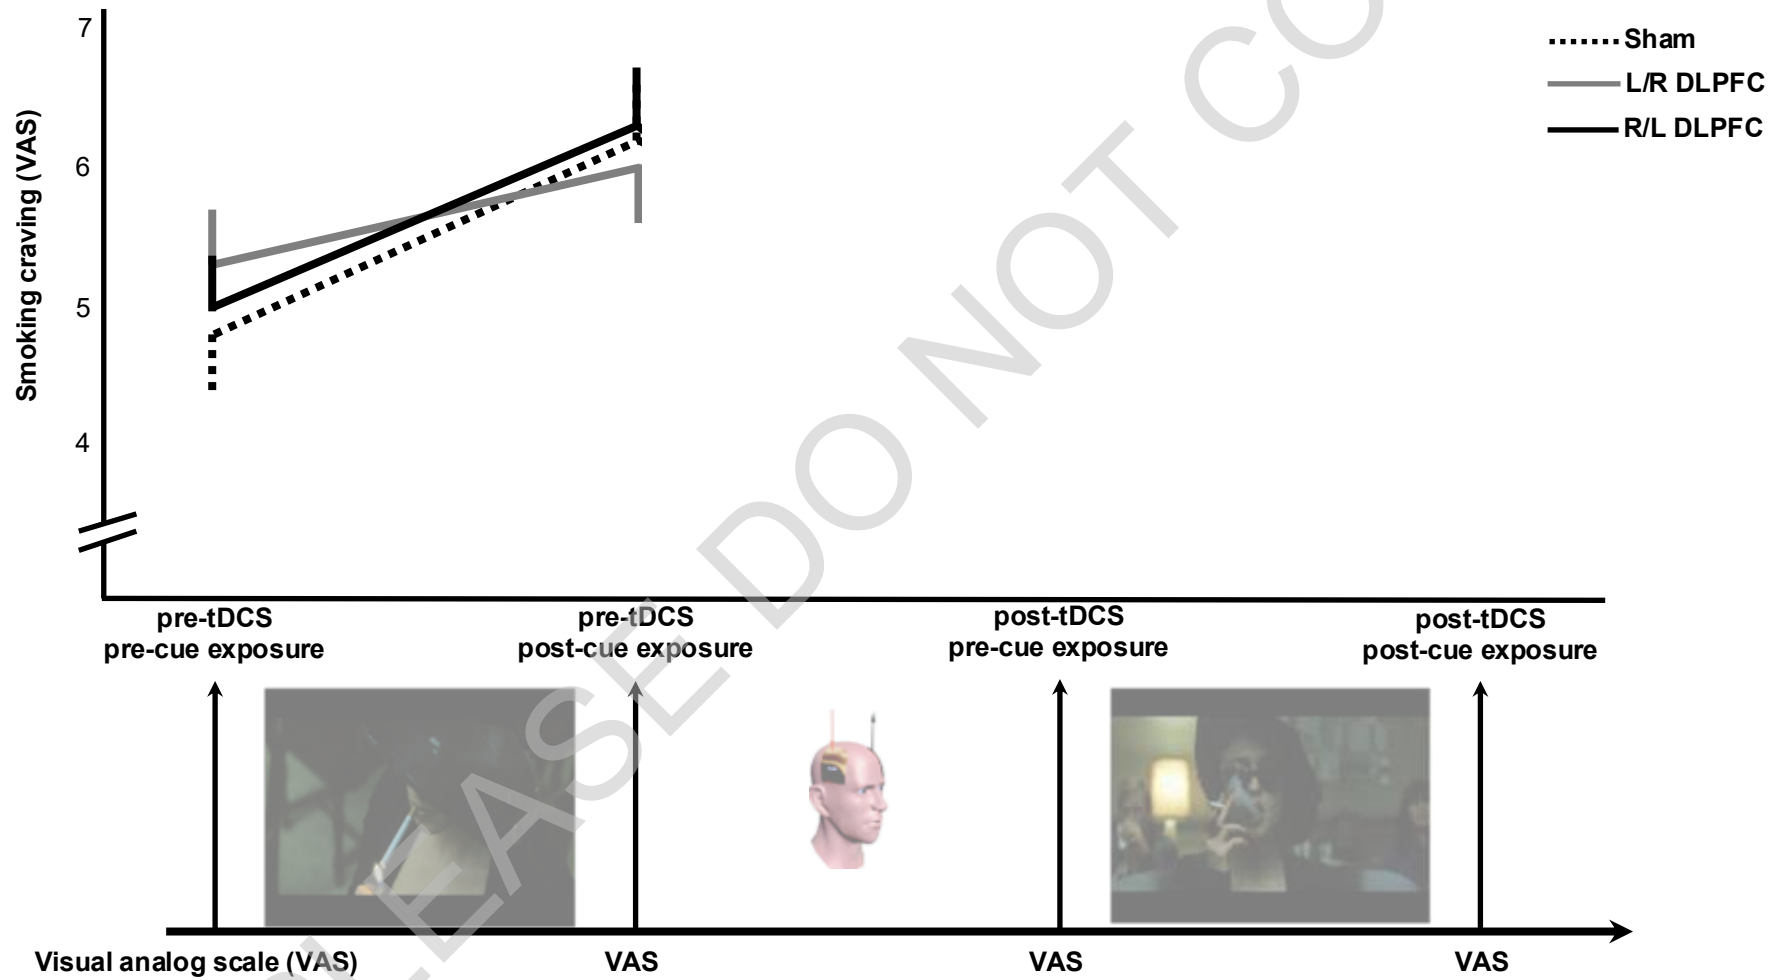 7
6
5
4
Smoking craving (VAS)
Sham
L/R DLPFC
R/L DLPFC
pre-tDCS
pre-cue exposure
pre-tDCS
post-cue exposure
post-tDCS
pre-cue exposure
post-tDCS
post-cue exposure
Visual analog scale (VAS)
VAS
VAS
VAS
PLEASE DO NOT CO